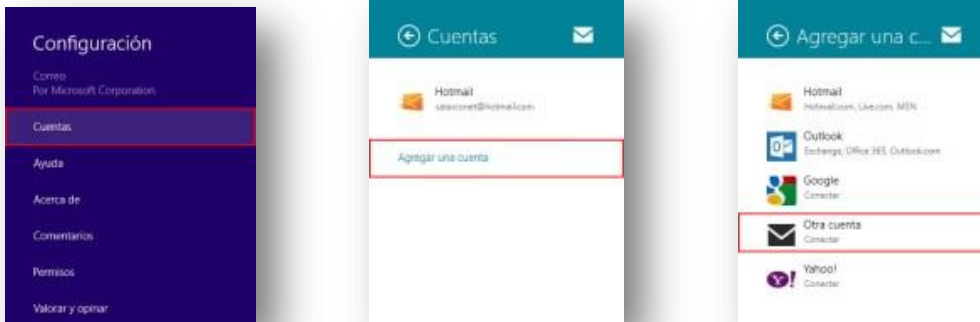 Configuración
Correo
Por Microsoft Corporation
Cuentas
Ayuda
Acerca de
Comentarios
Permisos
Valorar y opinar
Cuentas
Hotmail
Agregar una cuenta
Agregar una c...
Hotmail
Hotmail.com, Live.com, MSN
Outlook
Exchange, Office 365, Outlook.com
Google
Conectar
Otra cuenta
Conectar
Yahoo!
Conectar